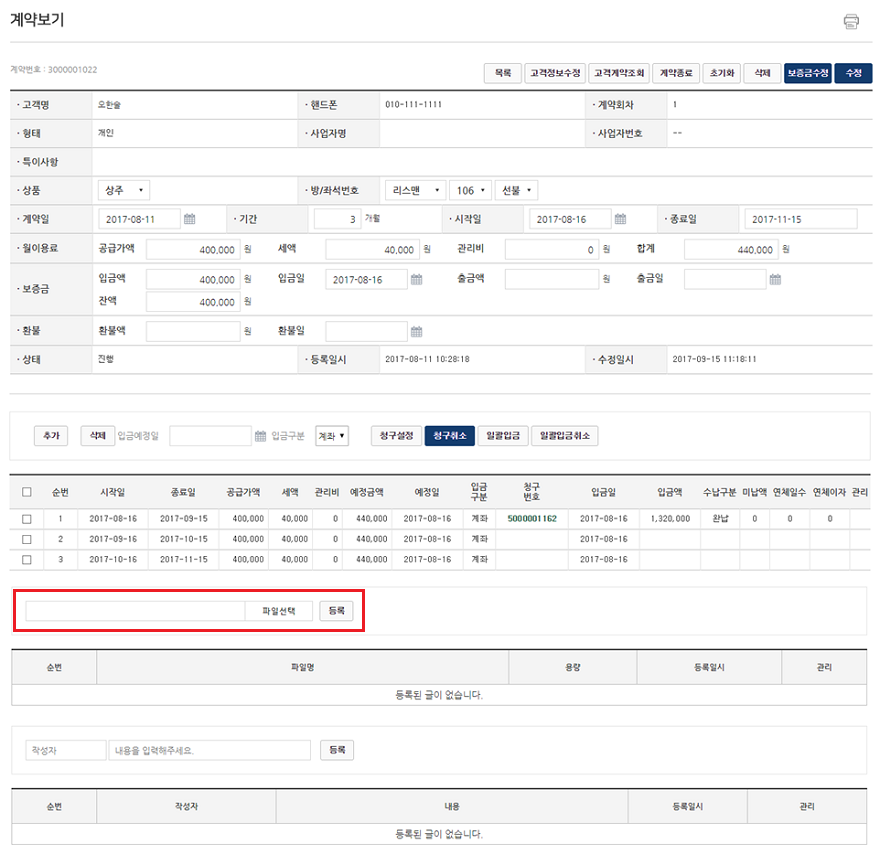 계약보기
계약번호 : 3000001022
목록 고객정보수정 고객계약조회 계약종료 초기화 삭제 보증금수정 수정
· 고객명 오한솔 · 핸드폰 010-111-1111 · 계약회차 1
· 형태 개인 · 사업자명 · 사업자번호 --
· 특이사항
· 상품 상주 · 방/좌석번호 리스맨 106 선불
· 계약일 2017-08-11 · 기간 3 개월 · 시작일 2017-08-16 · 종료일 2017-11-15
· 월이용료 공급가액 400,000 원 세액 40,000 원 관리비 0 원 합계 440,000 원
· 보증금 입금액 400,000 원 입금일 2017-08-16 출금액 원 출금일
잔액 400,000 원
· 환불 환불액 원 환불일
· 상태 진행 · 등록일시 2017-08-11 10:28:18 · 수정일시 2017-09-15 11:18:11
추가 삭제 입금예정일 입금구분 계좌 청구설정 청구취소 일괄입금 일괄입금취소
순번 시작일 종료일 공급가액 세액 관리비 예정금액 예정일 입금구분 청구번호 입금일 입금액 수납구분 미납액 연체일수 연체이자 관리
1 2017-08-16 2017-09-15 400,000 40,000 0 440,000 2017-08-16 계좌 5000001162 2017-08-16 1,320,000 완납 0 0 0
2 2017-09-16 2017-10-15 400,000 40,000 0 440,000 2017-08-16 계좌 2017-08-16
3 2017-10-16 2017-11-15 400,000 40,000 0 440,000 2017-08-16 계좌 2017-08-16
파일선택 등록
순번 파일명 용량 등록일시 관리
등록된 글이 없습니다.
작성자 내용을 입력해주세요. 등록
순번 작성자 내용 등록일시 관리
등록된 글이 없습니다.